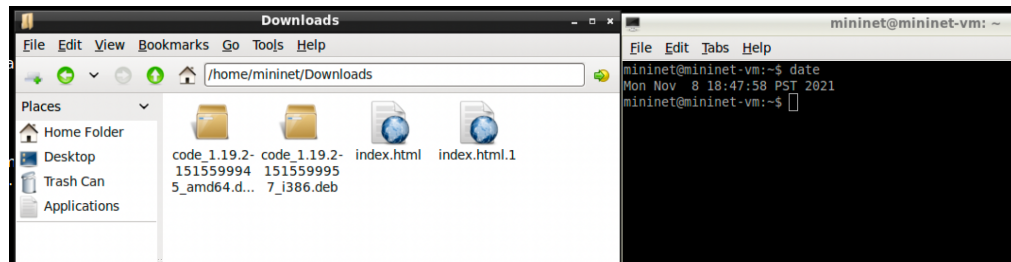 Downloads
File Edit View Bookmarks Go Tools Help
/home/mininet/Downloads
Places
Home Folder
Desktop
Trash Can
Applications
code_1.19.2-
151559994
5_amd64.d...
code_1.19.2-
151559995
7_i386.deb
index.html
index.html.1
mininet@mininet-vm: ~
File Edit Tabs Help
mininet@mininet-vm:~$ date
Mon Nov  8 18:47:58 PST 2021
mininet@mininet-vm:~$